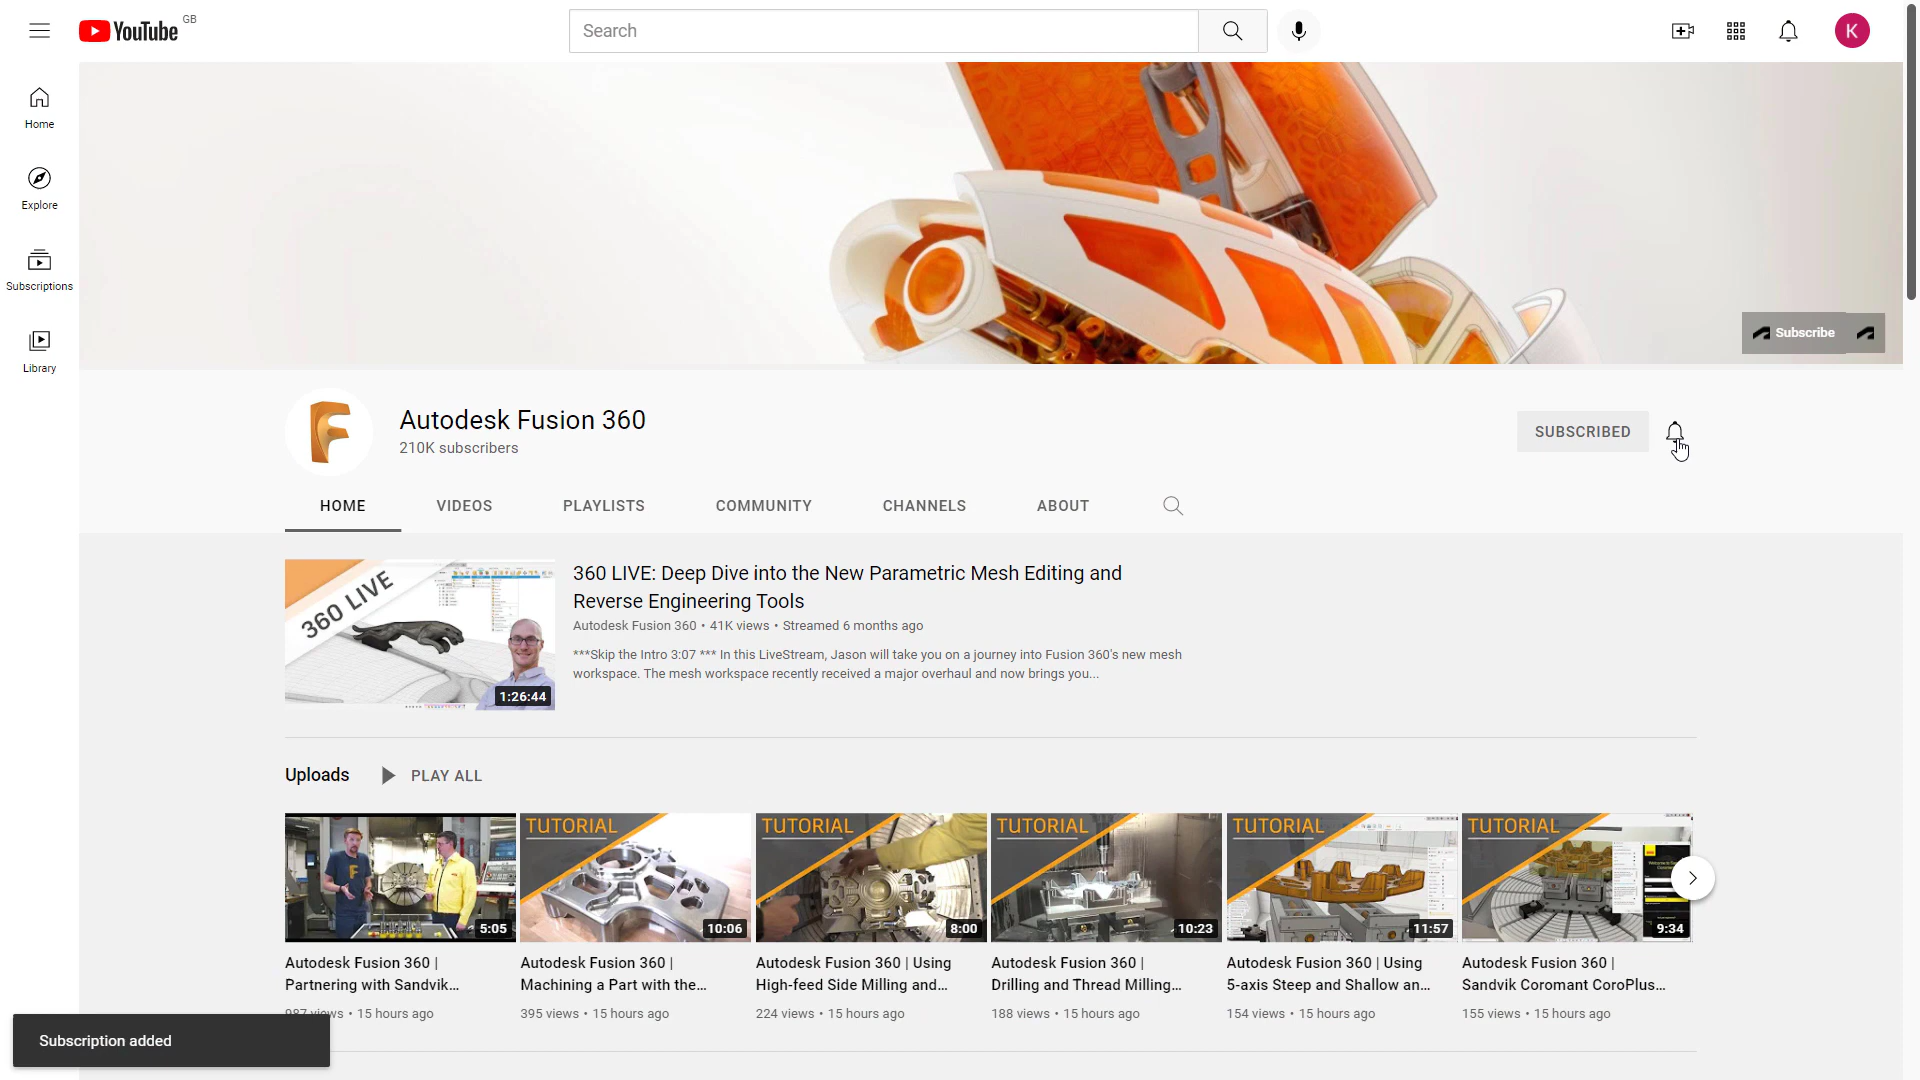 YouTube GB
Search
K
Home
Explore
Subscriptions
Library
Subscribe
Autodesk Fusion 360
210K subscribers
SUBSCRIBED
HOME VIDEOS PLAYLISTS COMMUNITY CHANNELS ABOUT
360 LIVE
1:26:44
360 LIVE: Deep Dive into the New Parametric Mesh Editing and
Reverse Engineering Tools
Autodesk Fusion 360 • 41K views • Streamed 6 months ago
***Skip the Intro 3:07 *** In this LiveStream, Jason will take you on a journey into Fusion 360's new mesh
workspace. The mesh workspace recently received a major overhaul and now brings you...
Uploads PLAY ALL
5:05
Autodesk Fusion 360 |
Partnering with Sandvik...
987 views • 15 hours ago
TUTORIAL
10:06
Autodesk Fusion 360 |
Machining a Part with the...
395 views • 15 hours ago
TUTORIAL
8:00
Autodesk Fusion 360 | Using
High-feed Side Milling and...
224 views • 15 hours ago
TUTORIAL
10:23
Autodesk Fusion 360 |
Drilling and Thread Milling...
188 views • 15 hours ago
TUTORIAL
11:57
Autodesk Fusion 360 | Using
5-axis Steep and Shallow an...
154 views • 15 hours ago
TUTORIAL
9:34
Autodesk Fusion 360 |
Sandvik Coromant CoroPlus...
155 views • 15 hours ago
Subscription added